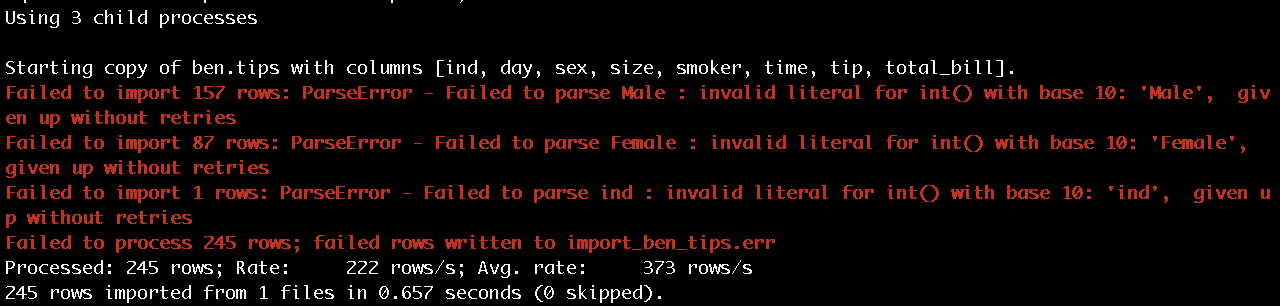 Using 3 child processes
Starting copy of ben.tips with columns [ind, day, sex, size, smoker, time, tip, total_bill].
Failed to import 157 rows: ParseError - Failed to parse Male : invalid literal for int() with base 10: 'Male',  giv
en up without retries
Failed to import 87 rows: ParseError - Failed to parse Female : invalid literal for int() with base 10: 'Female',
given up without retries
Failed to import 1 rows: ParseError - Failed to parse ind : invalid literal for int() with base 10: 'ind',  given u
p without retries
Failed to process 245 rows; failed rows written to import_ben_tips.err
Processed: 245 rows; Rate:     222 rows/s; Avg. rate:     373 rows/s
245 rows imported from 1 files in 0.657 seconds (0 skipped).